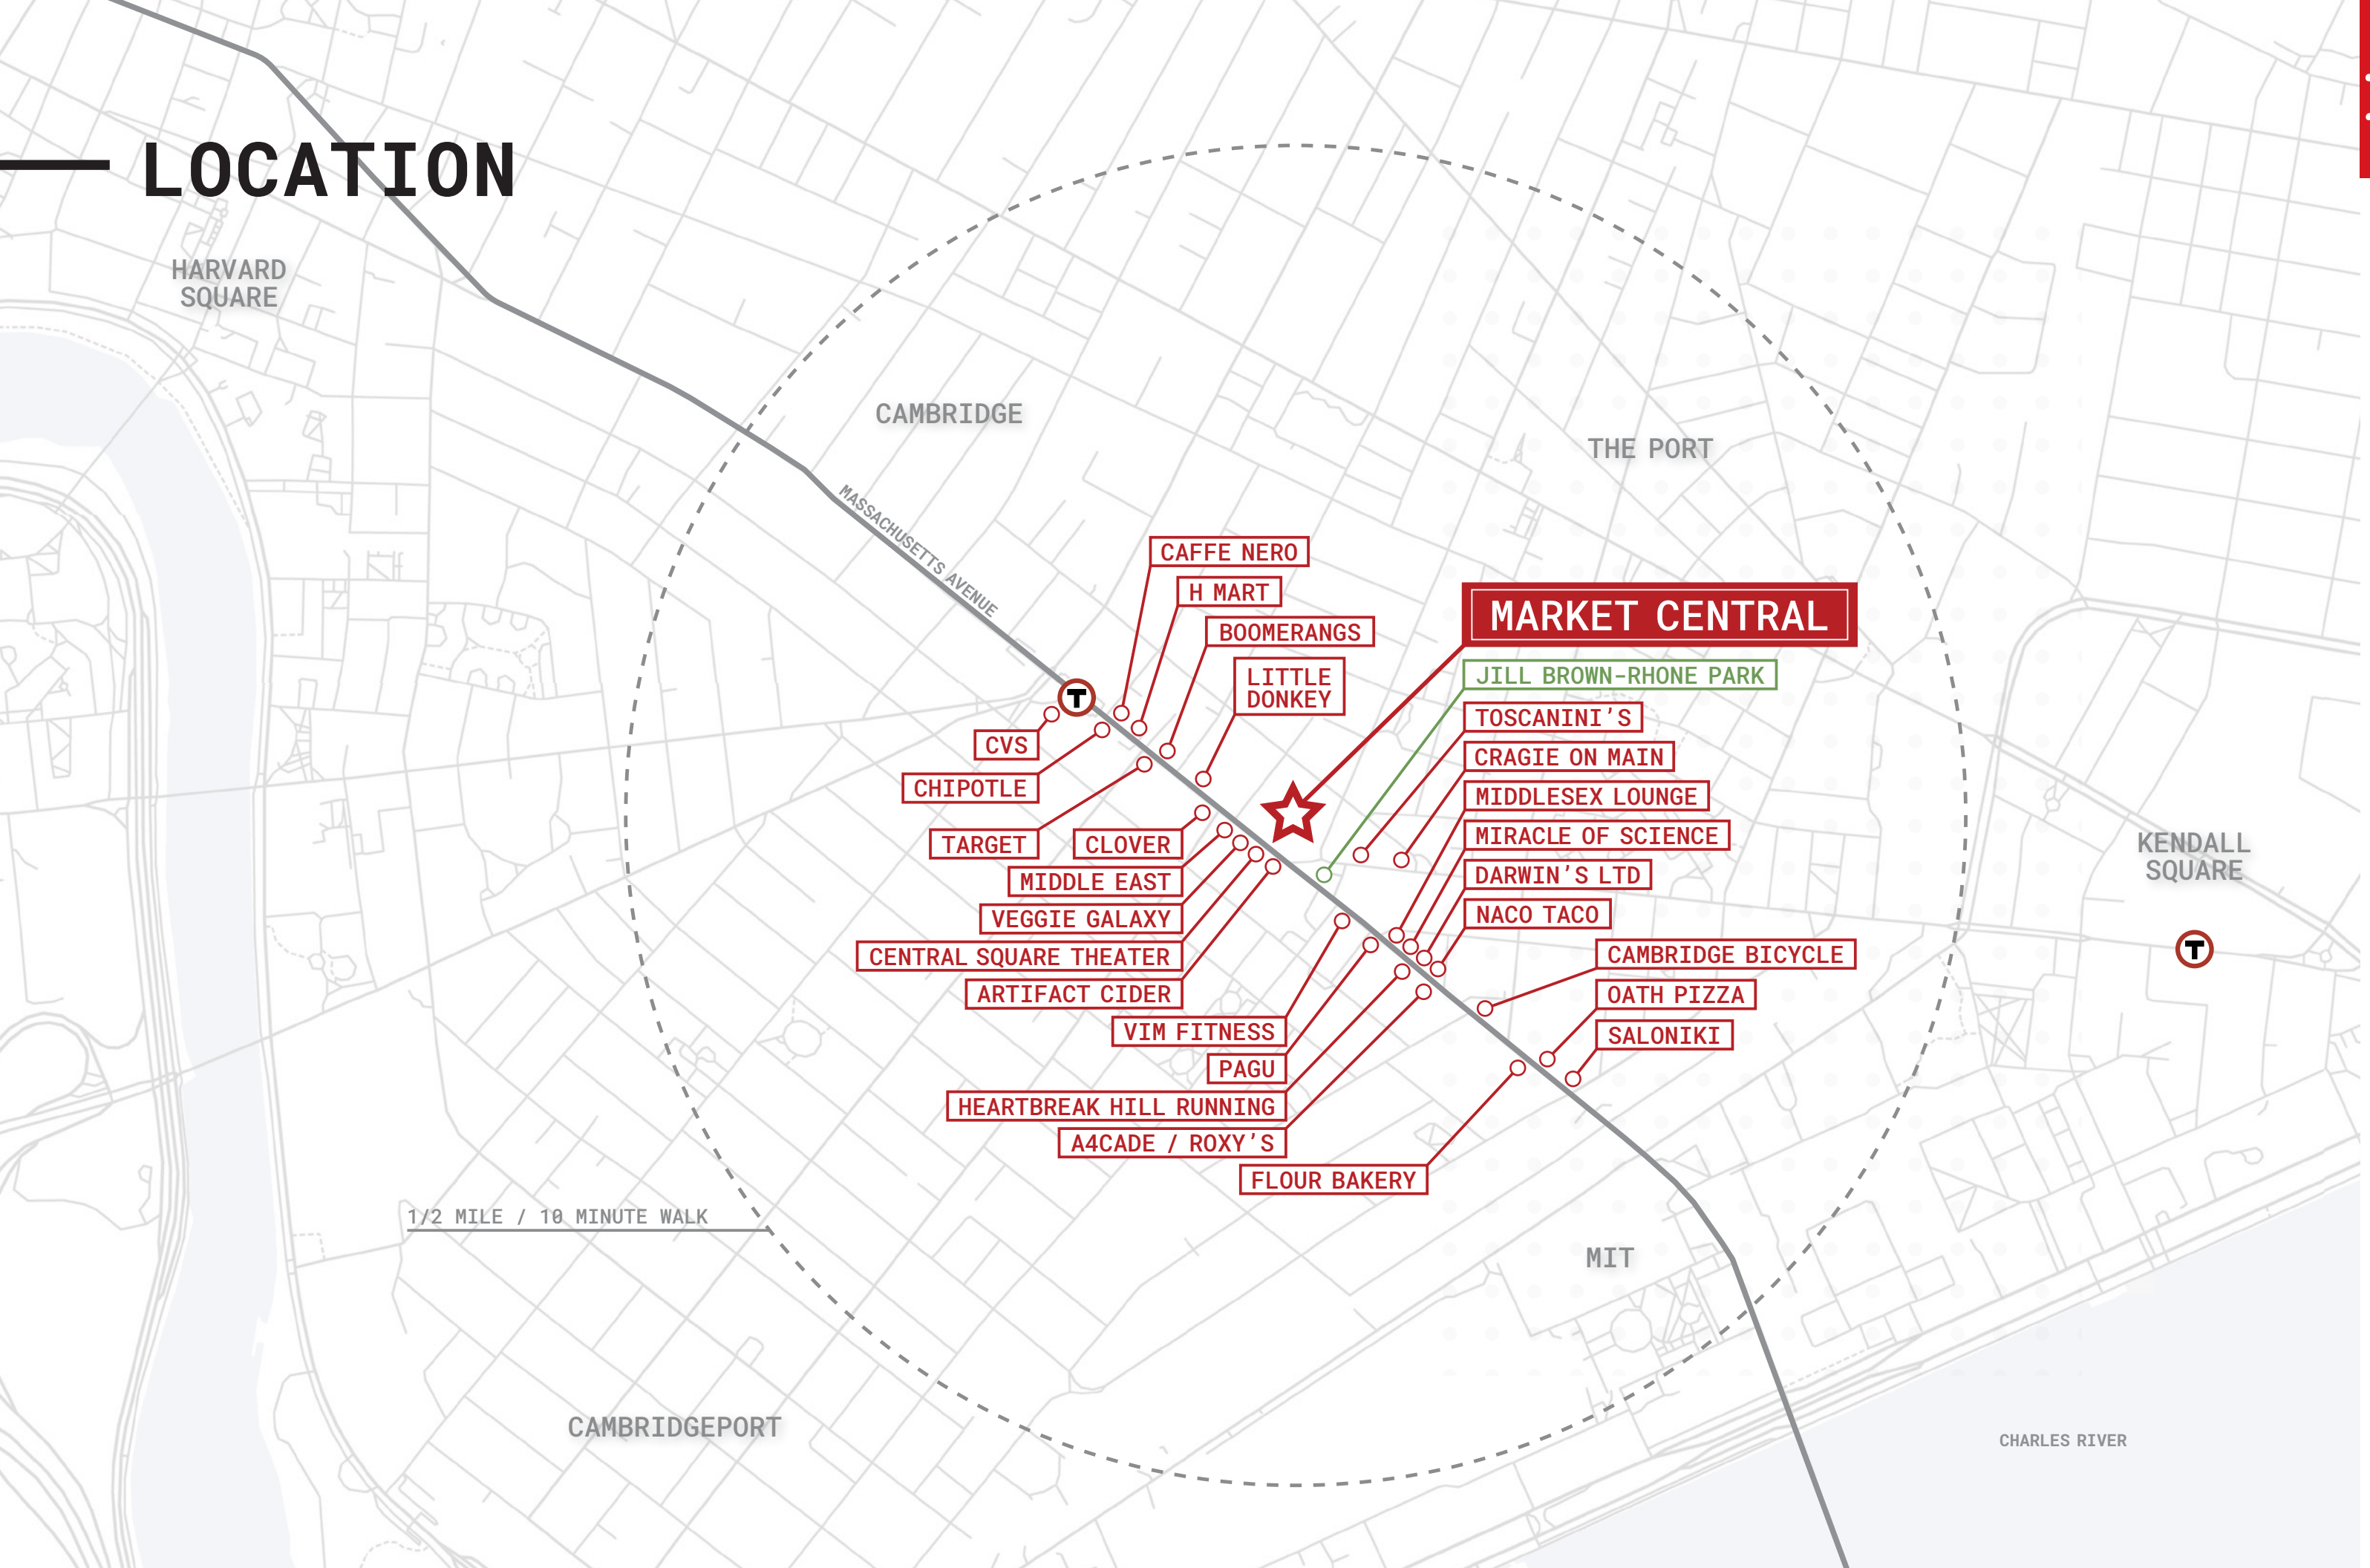 LOCATION
HARVARD
SQUARE
CAMBRIDGE
THE PORT
MASSACHUSETTS AVENUE
CAFFE NERO
H MART
BOOMERANGS
LITTLE
DONKEY
MARKET CENTRAL
JILL BROWN-RHONE PARK
TOSCANINI'S
CRAGIE ON MAIN
MIDDLESEX LOUNGE
MIRACLE OF SCIENCE
DARWIN'S LTD
NACO TACO
CAMBRIDGE BICYCLE
OATH PIZZA
SALONIKI
T
CVS
CHIPOTLE
TARGET
CLOVER
MIDDLE EAST
VEGGIE GALAXY
CENTRAL SQUARE THEATER
ARTIFACT CIDER
VIM FITNESS
PAGU
HEARTBREAK HILL RUNNING
A4CADE / ROXY'S
FLOUR BAKERY
KENDALL
SQUARE
T
1/2 MILE / 10 MINUTE WALK
MIT
CAMBRIDGEPORT
CHARLES RIVER